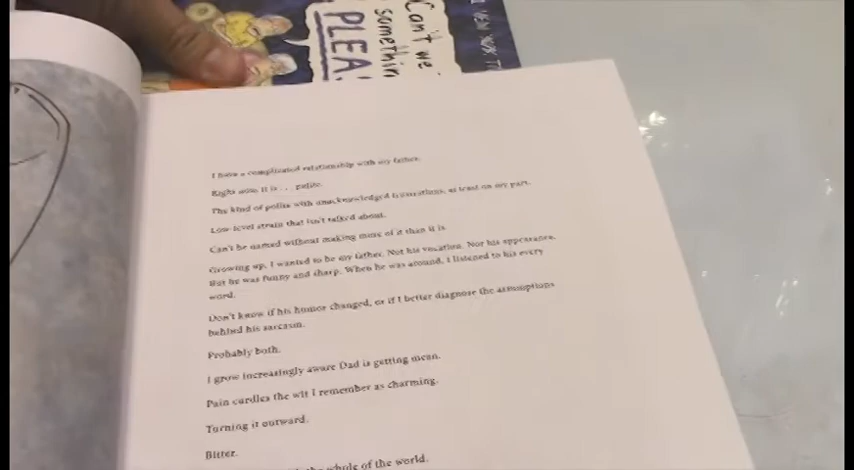 Can't we
somethin
PLEA
I have a complicated relationship with my father.
Right now it is . . . polite.
The kind of polite with unacknowledged frustrations, at least on my part.
Low-level strain that isn't talked about.
Can't be named without making more of it than it is.
Growing up, I wanted to be my father. Not his vocation. Nor his appearance.
But he was funny and sharp. When he was around, I listened to his every
word.
Don't know if his humor changed, or if I better diagnose the assumptions
behind his sarcasm.
Probably both.
I grow increasingly aware Dad is getting mean.
Pain curdles the wit I remember as charming.
Turning it outward.
Bitter.
the whole of the world.